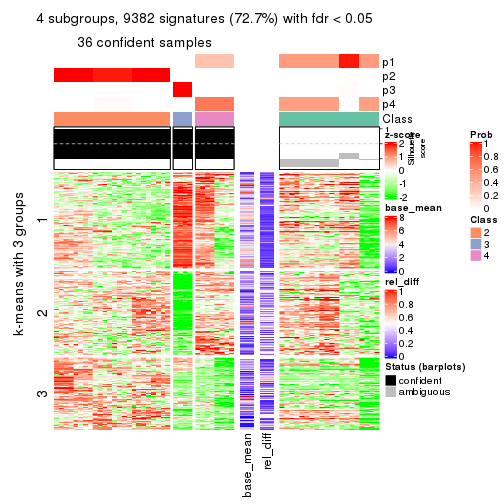 4 subgroups, 9382 signatures (72.7%) with fdr < 0.05
36 confident samples
p1
p2
p3
p4
Class
1
Silhouette
score
k-means with 3 groups
1
2
3
base_mean
rel_diff
z-score
2
1
0
-1
-2
base_mean
8
6
4
2
0
rel_diff
1
0.8
0.6
0.4
0.2
0
Status (barplots)
confident
ambiguous
Prob
1
0.8
0.6
0.4
0.2
0
Class
2
3
4